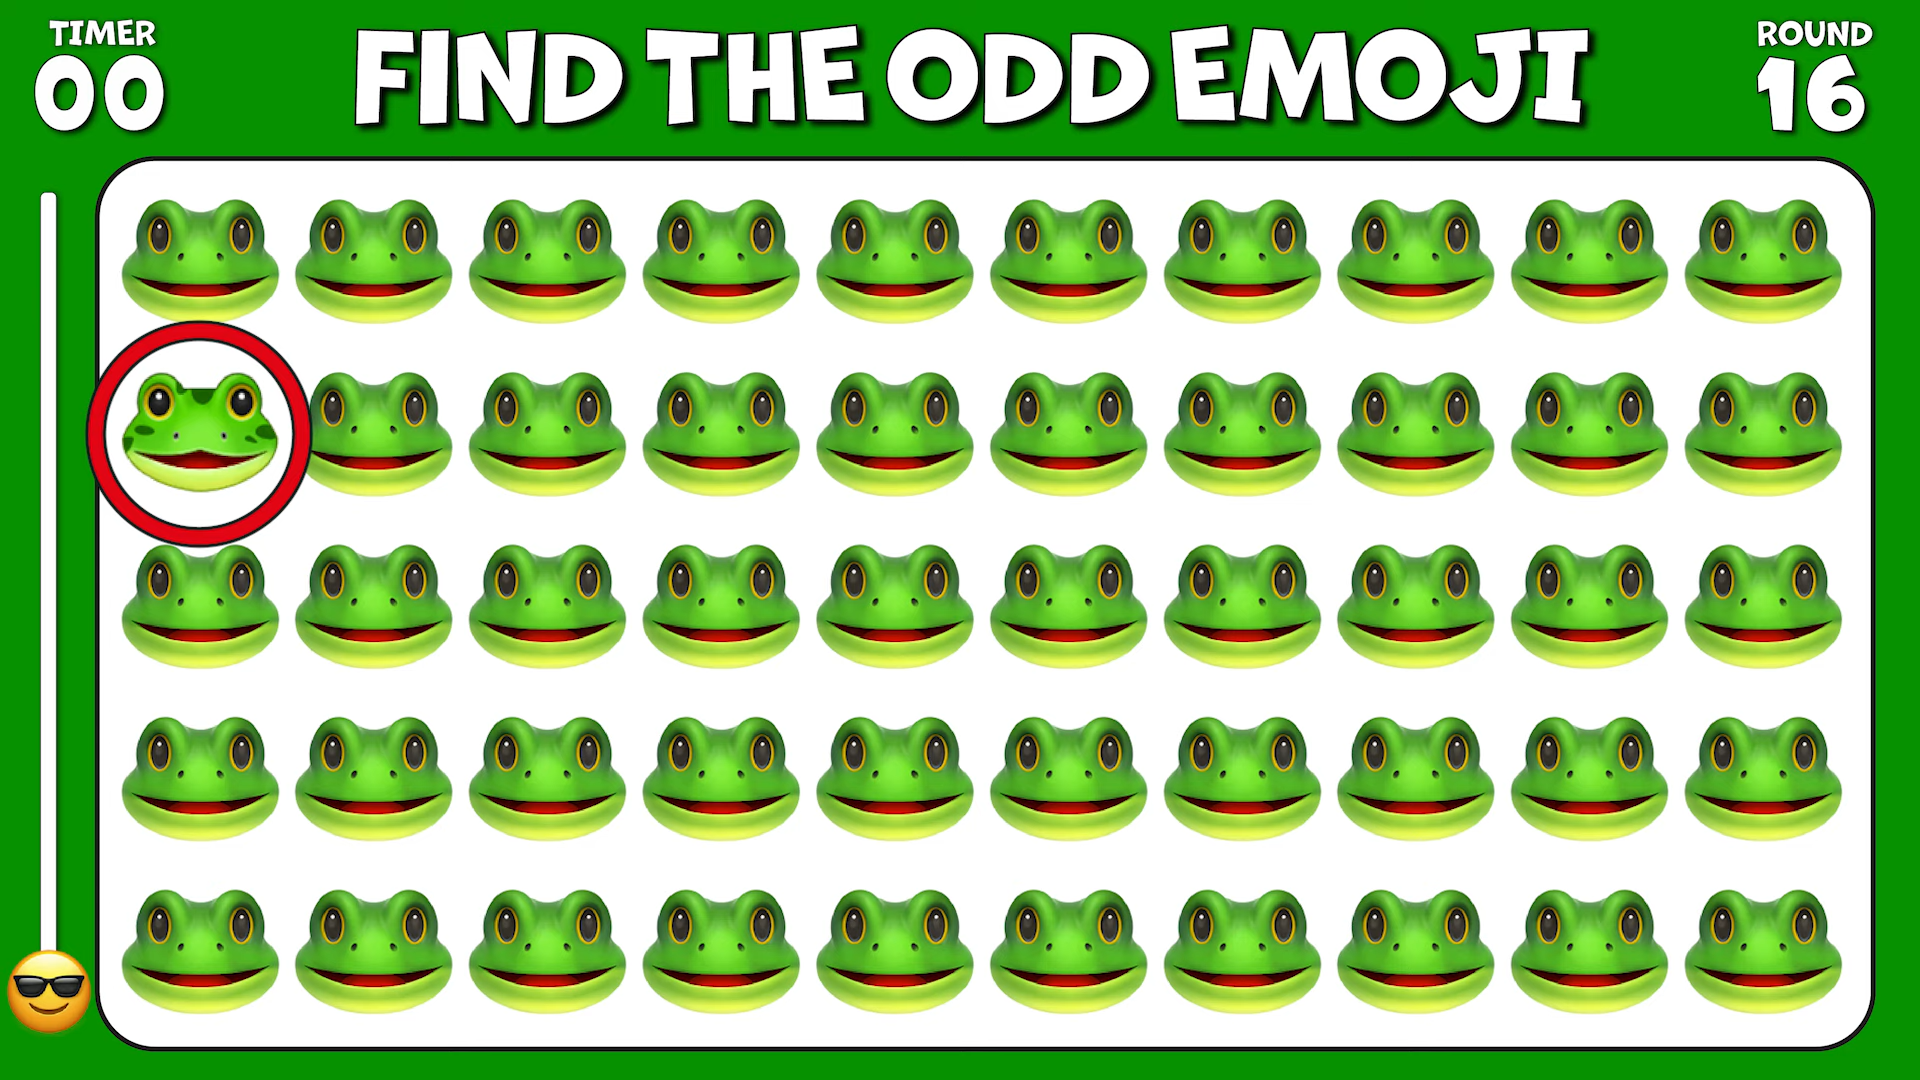 TIMER
00
FIND THE ODD EMOJI
ROUND
16